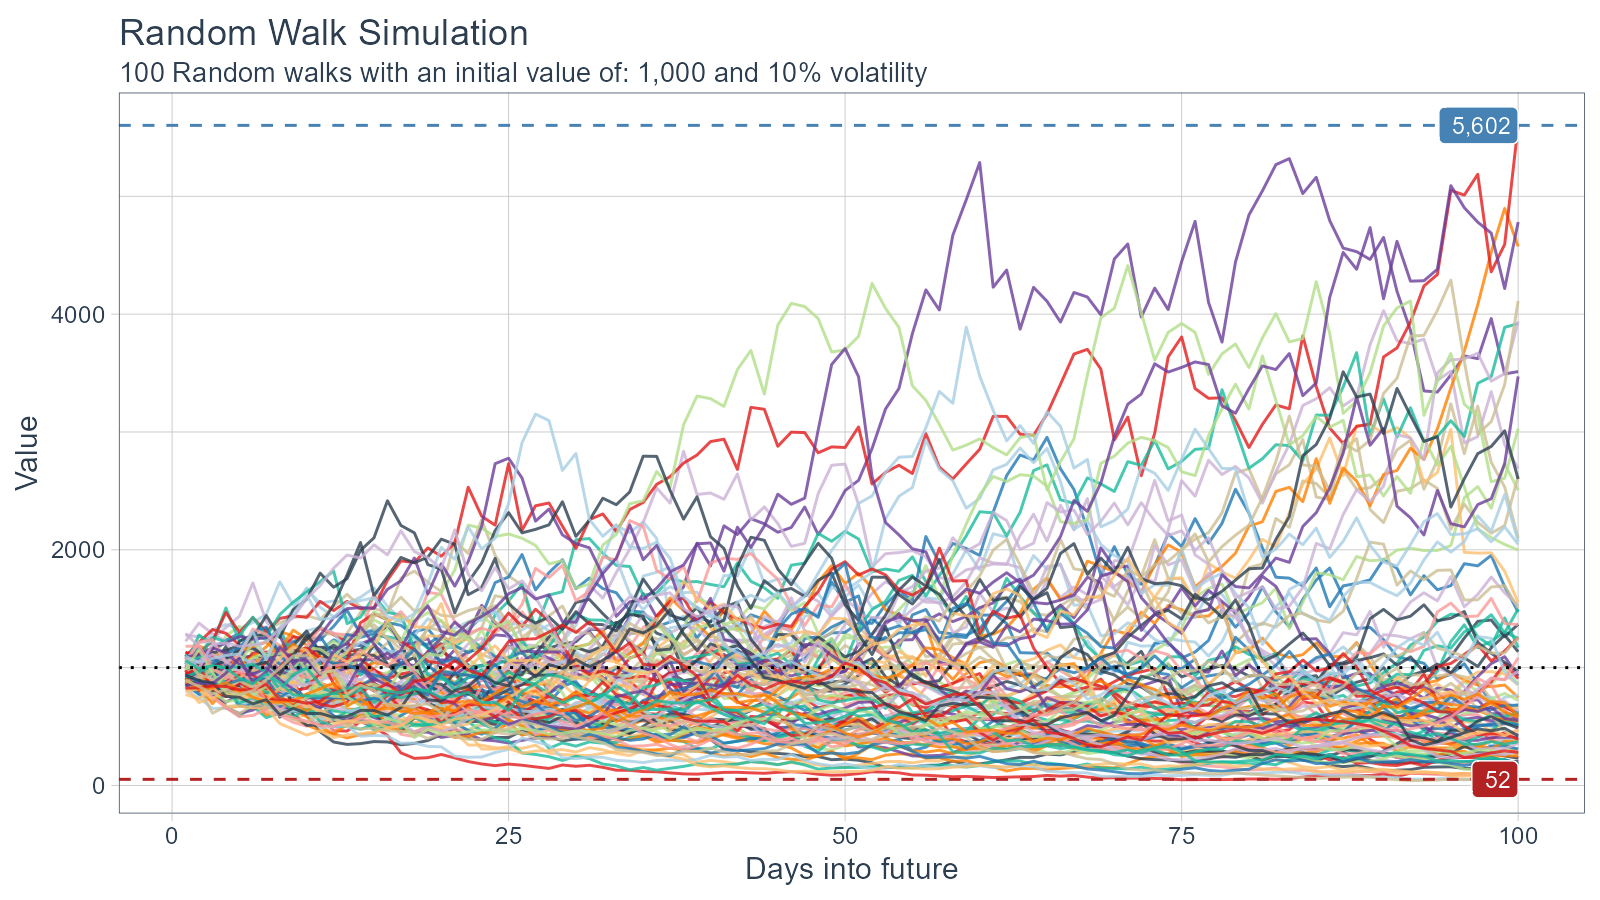 Random Walk Simulation
100 Random walks with an initial value of: 1,000 and 10% volatility
5,602
4000
2000
0
52
Value
0 25 50 75 100
Days into future